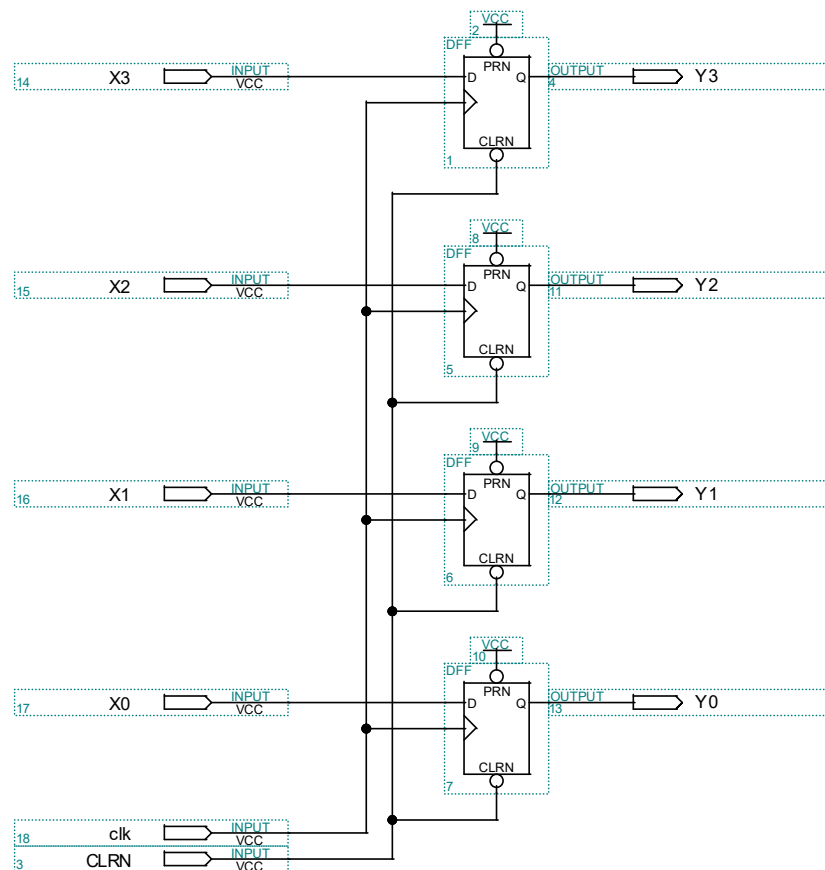 VCC
2
DFF
PRN
X3 INPUT D Q OUTPUT Y3
14 VCC 4
CLRN
1
VCC
8
DFF
PRN
X2 INPUT D Q OUTPUT Y2
15 VCC 11
CLRN
5
VCC
9
DFF
PRN
X1 INPUT D Q OUTPUT Y1
16 VCC 12
CLRN
6
VCC
10
DFF
PRN
X0 INPUT D Q OUTPUT Y0
17 VCC 13
CLRN
7
clk INPUT
18 VCC
CLRN INPUT
3 VCC